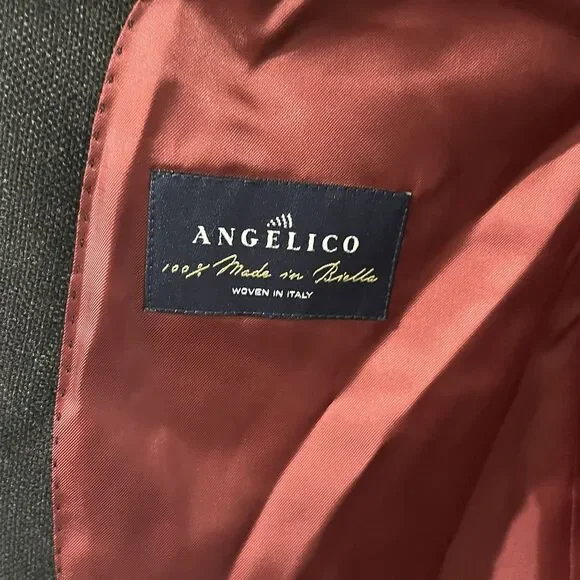 ANGELICO
100% Made in Biella
WOVEN IN ITALY